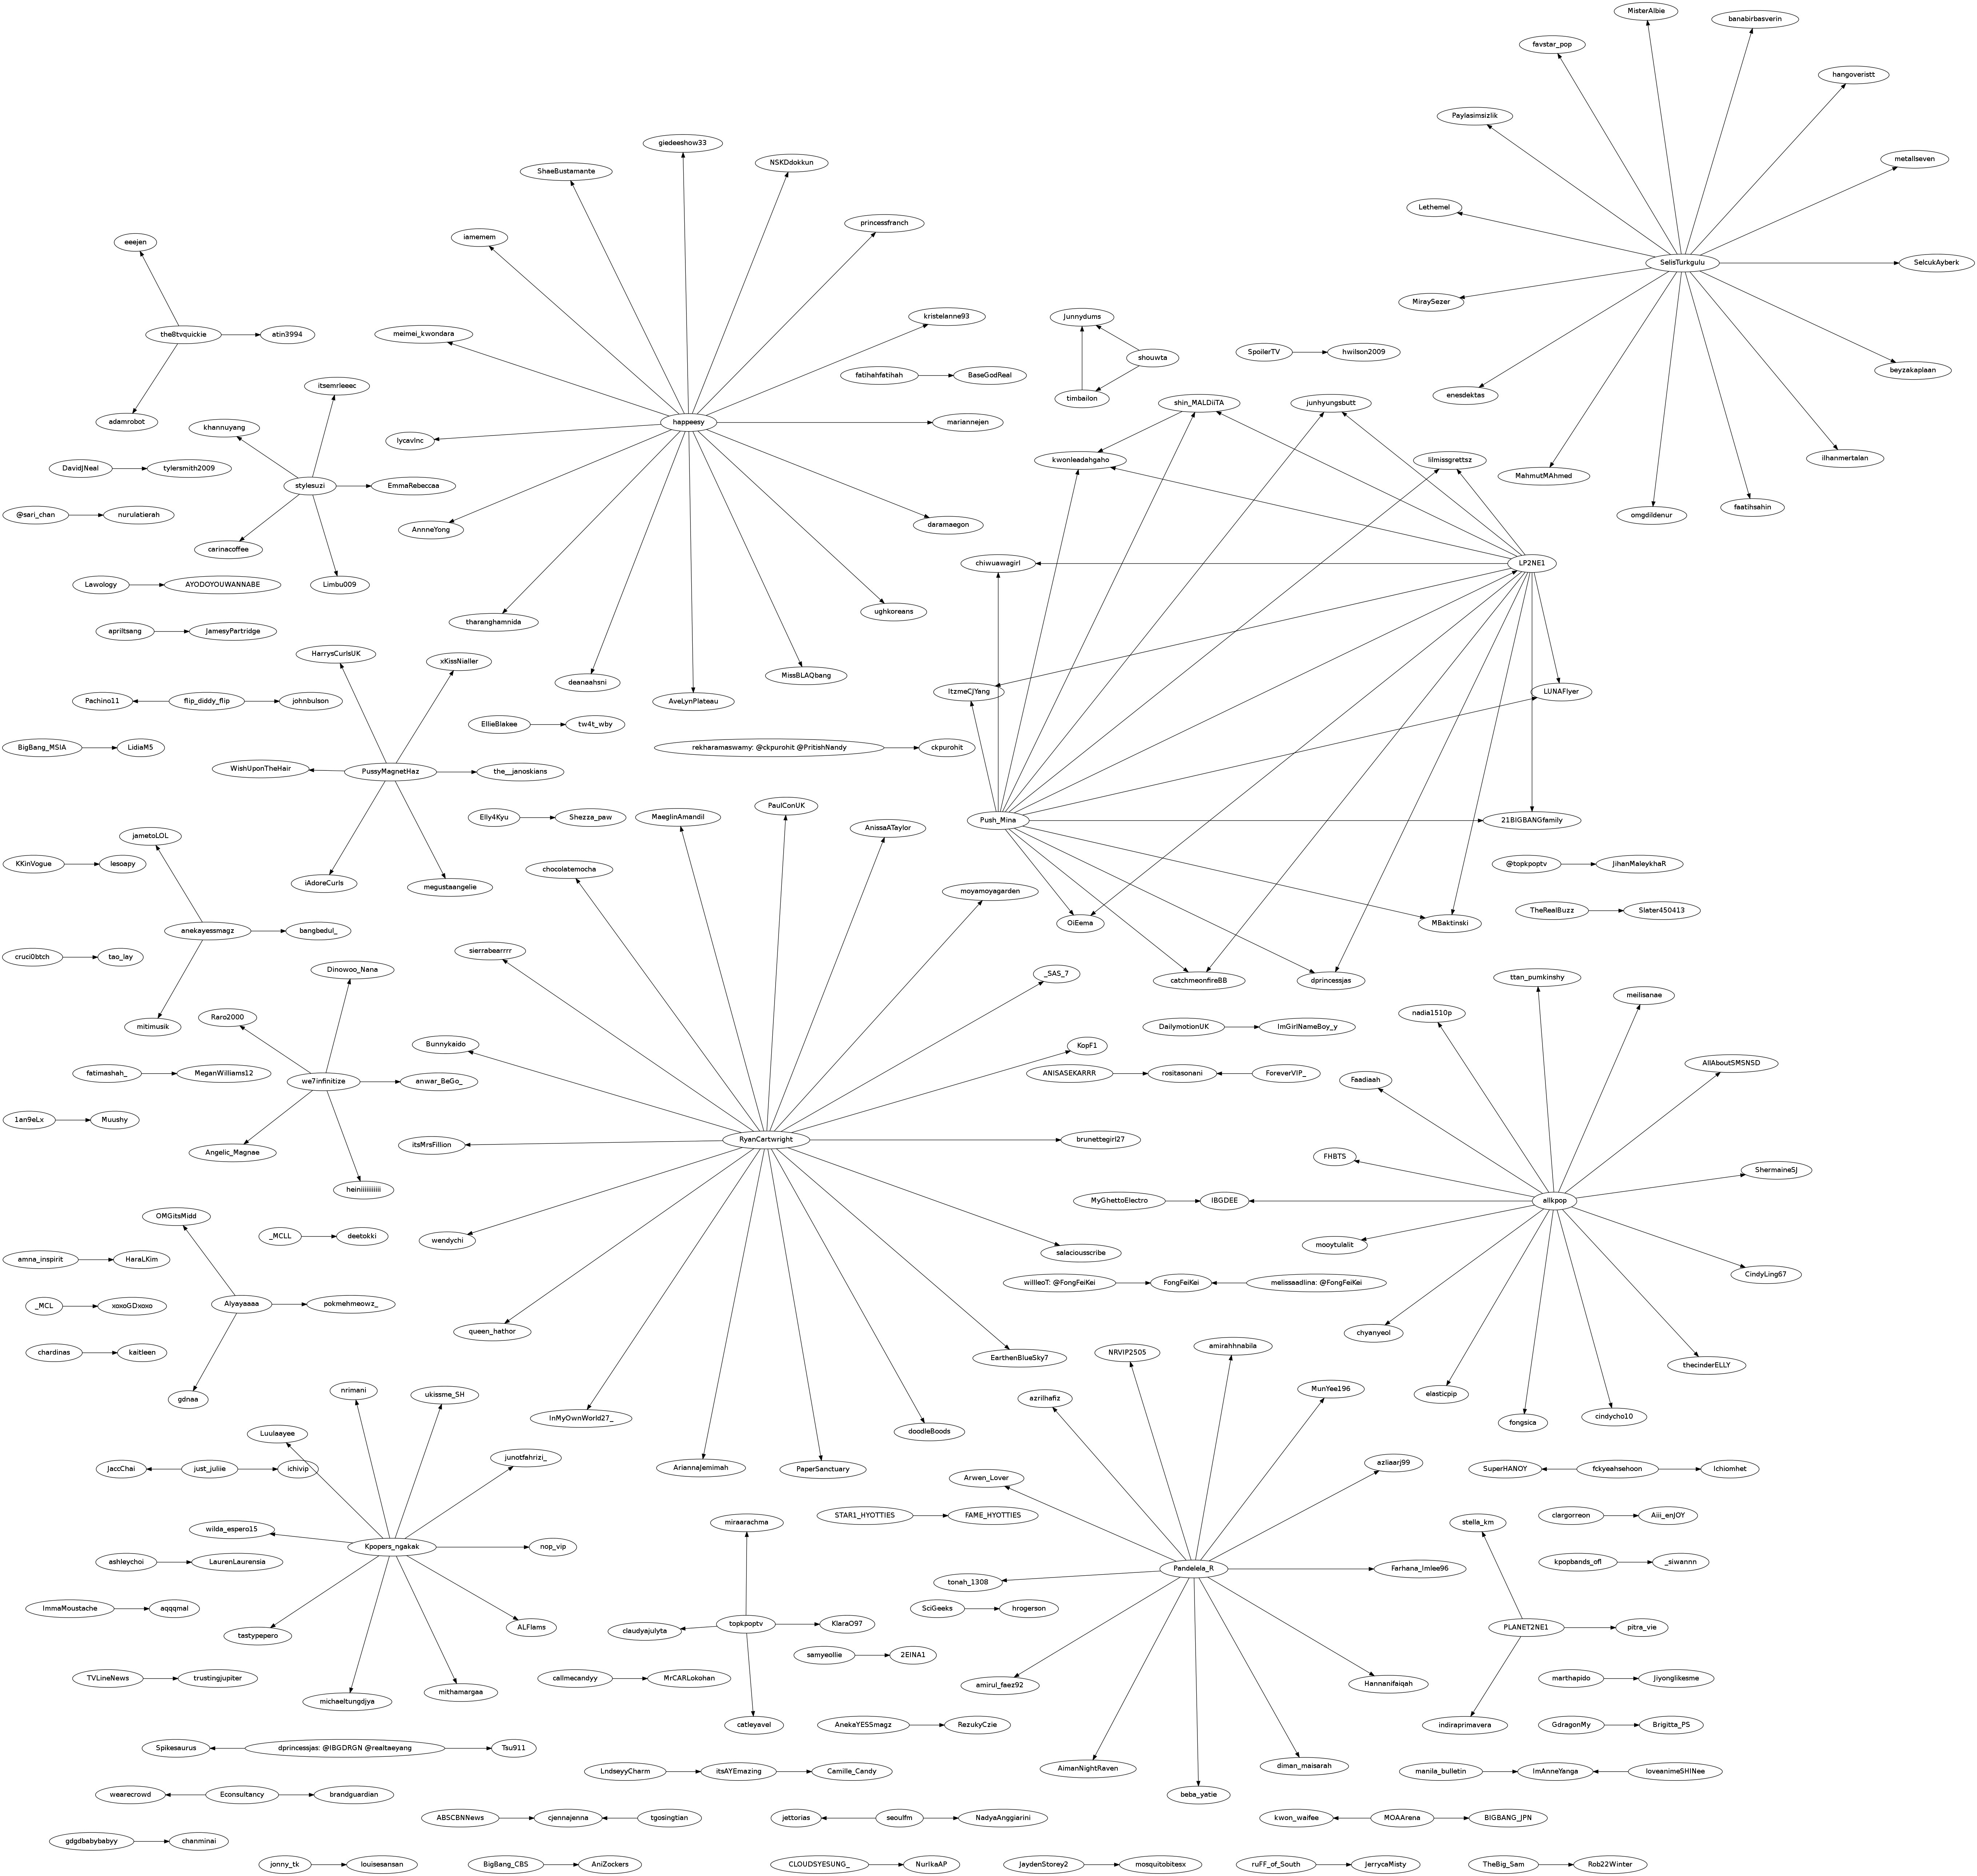 MisterAlbie
banabirbasverin
favstar_pop
hangoveristt
Paylasimsizlik
giedeeshow33
NSKDdokkun
metallseven
ShaeBustamante
Lethemel
princessfranch
iamemem
eeejen
SelisTurkgulu
SelcukAyberk
MiraySezer
kristelanne93
Junnydums
the8tvquickie
atin3994
meimei_kwondara
shouwta
SpoilerTV
hwilson2009
beyzakaplaan
fatihahfatihah
BaseGodReal
itsemrleeec
timbailon
enesdektas
shin_MALDiiTA
junhyungsbutt
adamrobot
khannuyang
happeesy
mariannejen
lycavlnc
kwonleadahgaho
lilmissgrettsz
ilhanmertalan
DavidJNeal
tylersmith2009
MahmutMAhmed
stylesuzi
EmmaRebeccaa
faatihsahin
@sari_chan
nurulatierah
omgdildenur
AnnneYong
daramaegon
carinacoffee
chiwuawagirl
LP2NE1
Lawology
AYODOYOUWANNABE
Limbu009
ughkoreans
tharanghamnida
apriltsang
JamesyPartridge
HarrysCurlsUK
xKissNialler
MissBLAQbang
deanaahsni
ItzmeCJYang
LUNAFlyer
Pachino11
flip_diddy_flip
johnbulson
AveLynPlateau
EllieBlakee
tw4t_wby
BigBang_MSIA
LidiaM5
rekharamaswamy: @ckpurohit @PritishNandy
ckpurohit
WishUponTheHair
PussyMagnetHaz
the__janoskians
PaulConUK
Elly4Kyu
Shezza_paw
MaeglinAmandil
AnissaATaylor
Push_Mina
21BIGBANGfamily
jametoLOL
KKinVogue
lesoapy
chocolatemocha
@topkpoptv
JihanMaleykhaR
iAdoreCurls
megustaangelie
moyamoyagarden
TheRealBuzz
Slater450413
anekayessmagz
bangbedul_
OiEema
MBaktinski
sierrabearrrr
cruci0btch
tao_lay
Dinowoo_Nana
_SAS_7
catchmeonfireBB
dprincessjas
ttan_pumkinshy
meilisanae
nadia1510p
Raro2000
mitimusik
DailymotionUK
ImGirlNameBoy_y
Bunnykaido
KopF1
AllAboutSMSNSD
fatimashah_
MeganWilliams12
we7infinitize
anwar_BeGo_
ANISASEKARRR
rositasonani
ForeverVIP_
Faadiaah
1an9eLx
Muushy
itsMrsFillion
RyanCartwright
brunettegirl27
Angelic_Magnae
FHBTS
ShermaineSJ
heiniiiiiiiiiii
MyGhettoElectro
IBGDEE
allkpop
OMGitsMidd
_MCLL
deetokki
wendychi
salaciousscribe
mooytulalit
amna_inspirit
HaraLKim
willleoT: @FongFeiKei
FongFeiKei
melissaadlina: @FongFeiKei
CindyLing67
_MCL
xoxoGDxoxo
Alyayaaaa
pokmehmeowz_
queen_hathor
chyanyeol
chardinas
kaitleen
EarthenBlueSky7
NRVIP2505
amirahhnabila
thecinderELLY
gdnaa
nrimani
ukissme_SH
azrilhafiz
MunYee196
elasticpip
InMyOwnWorld27_
doodleBoods
fongsica
cindycho10
Luulaayee
JaccChai
just_juliie
ichivip
junotfahrizi_
AriannaJemimah
PaperSanctuary
Arwen_Lover
azliaarj99
SuperHANOY
fckyeahsehoon
Ichiomhet
STAR1_HYOTTIES
FAME_HYOTTIES
clargorreon
Aiii_enJOY
miraarachma
stella_km
wilda_espero15
Kpopers_ngakak
nop_vip
ashleychoi
LaurenLaurensia
Pandelela_R
Farhana_Imlee96
kpopbands_ofl
_siwannn
tonah_1308
ImmaMoustache
aqqqmal
SciGeeks
hrogerson
tastypepero
ALFlams
claudyajulyta
topkpoptv
KlaraO97
PLANET2NE1
pitra_vie
samyeollie
2EINA1
TVLineNews
trustingjupiter
callmecandyy
MrCARLokohan
amirul_faez92
Hannanifaiqah
marthapido
Jiyonglikesme
michaeltungdjya
mithamargaa
catleyavel
AnekaYESSmagz
RezukyCzie
indiraprimavera
GdragonMy
Brigitta_PS
Spikesaurus
dprincessjas: @IBGDRGN @realtaeyang
Tsu911
LndseyyCharm
itsAYEmazing
Camille_Candy
AimanNightRaven
diman_maisarah
manila_bulletin
ImAnneYanga
loveanimeSHINee
wearecrowd
Econsultancy
brandguardian
beba_yatie
ABSCBNNews
cjennajenna
tgosingtian
jettorias
seoulfm
NadyaAnggiarini
kwon_waifee
MOAArena
BIGBANG_JPN
gdgdbabybabyy
chanminai
jonny_tk
louisesansan
BigBang_CBS
AniZockers
CLOUDSYESUNG_
NurIkaAP
JaydenStorey2
mosquitobitesx
ruFF_of_South
JerrycaMisty
TheBig_Sam
Rob22Winter